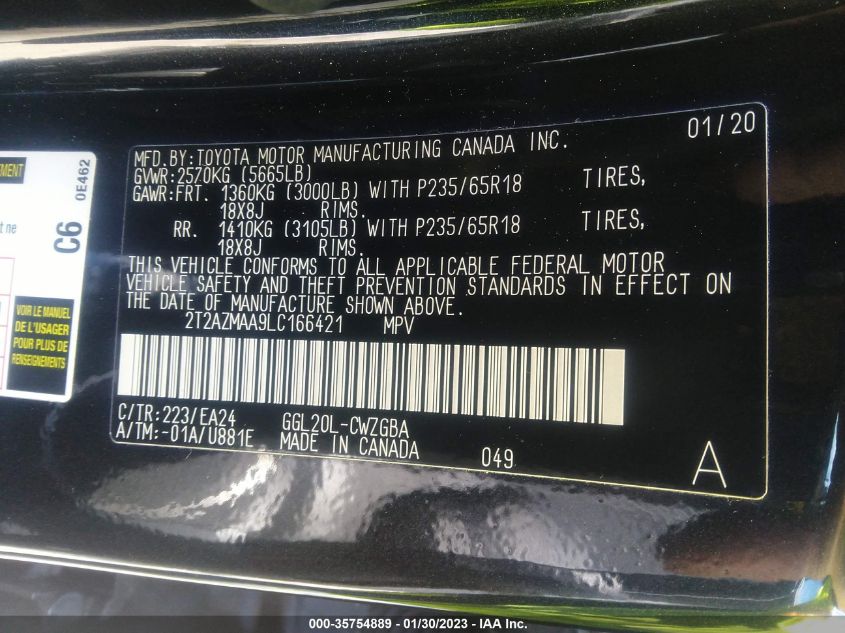 MFD.BY:TOYOTA MOTOR MANUFACTURING CANADA INC. 01/20
GVWR:2570KG (5665LB)
GAWR:FRT. 1360KG (3000LB) WITH P235/65R18 TIRES,
18X8J RIMS.
RR. 1410KG (3105LB) WITH P235/65R18 TIRES,
18X8J RIMS.
THIS VEHICLE CONFORMS TO ALL APPLICABLE FEDERAL MOTOR
VEHICLE SAFETY AND THEFT PREVENTION STANDARDS IN EFFECT ON
THE DATE OF MANUFACTURE SHOWN ABOVE.
2T2AZMAA9LC166421 MPV
C/TR:223/EA24 GGL20L-CWZGBA
A/TM:-01A/U881E MADE IN CANADA 049
A
EMENT
t ne
C6
0E462
VOIR LE MANUEL
DE L'USAGER
POUR PLUS DE
RENSEIGNEMENTS
000-35754889 - 01/30/2023 - IAA Inc.